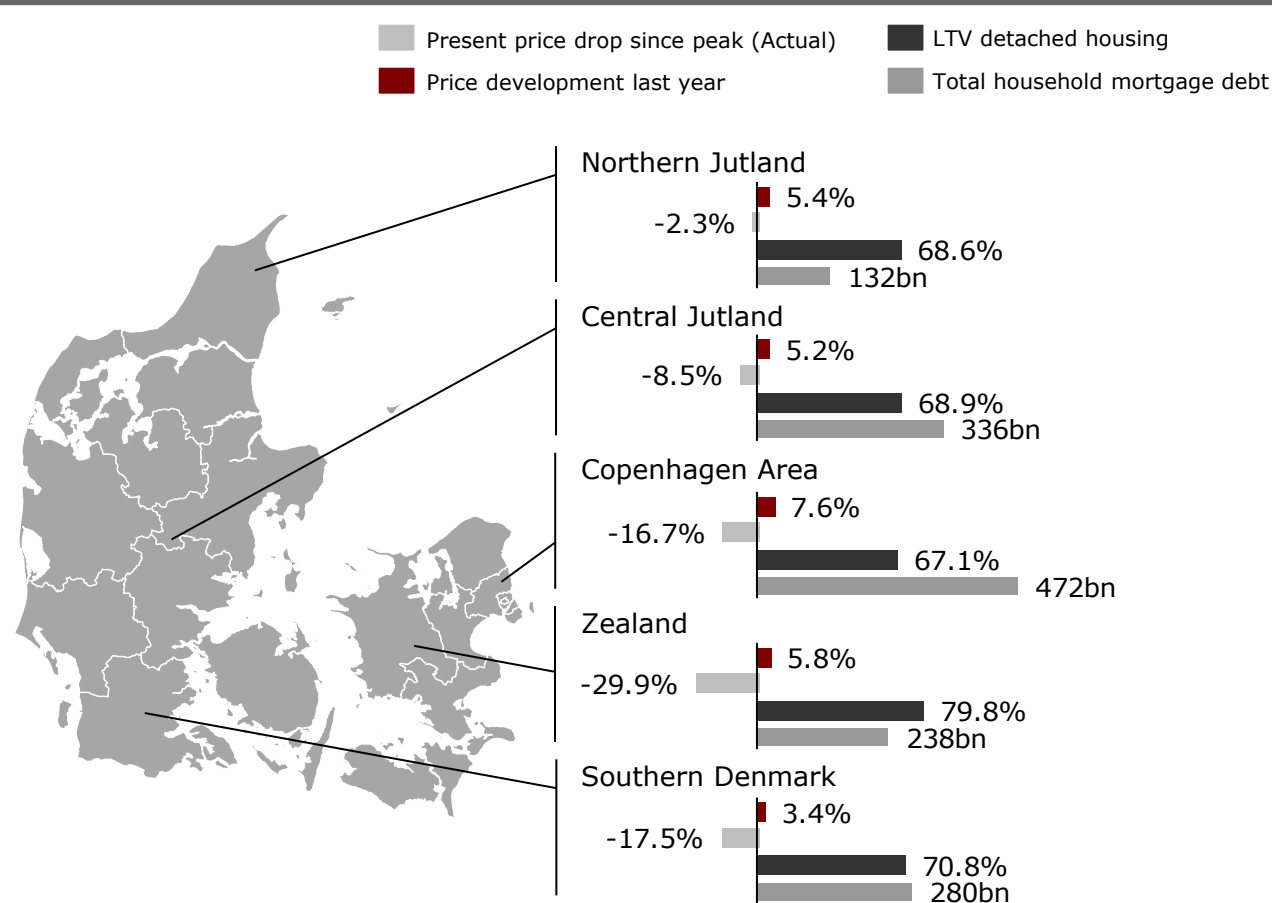 Present price drop since peak (Actual)
LTV detached housing
Price development last year
Total household mortgage debt
Northern Jutland
5.4%
-2.3%
68.6%
132bn
Central Jutland
5.2%
-8.5%
68.9%
336bn
Copenhagen Area
7.6%
-16.7%
67.1%
472bn
Zealand
5.8%
-29.9%
79.8%
238bn
Southern Denmark
3.4%
-17.5%
70.8%
280bn